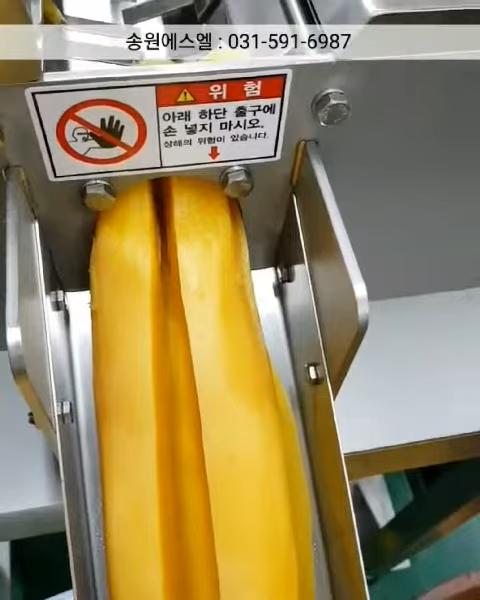 송원에스엘 : 031-591-6987
위 험
아래 하단 출구에
손 넣지 마시오.
상해의 위험이 있습니다.